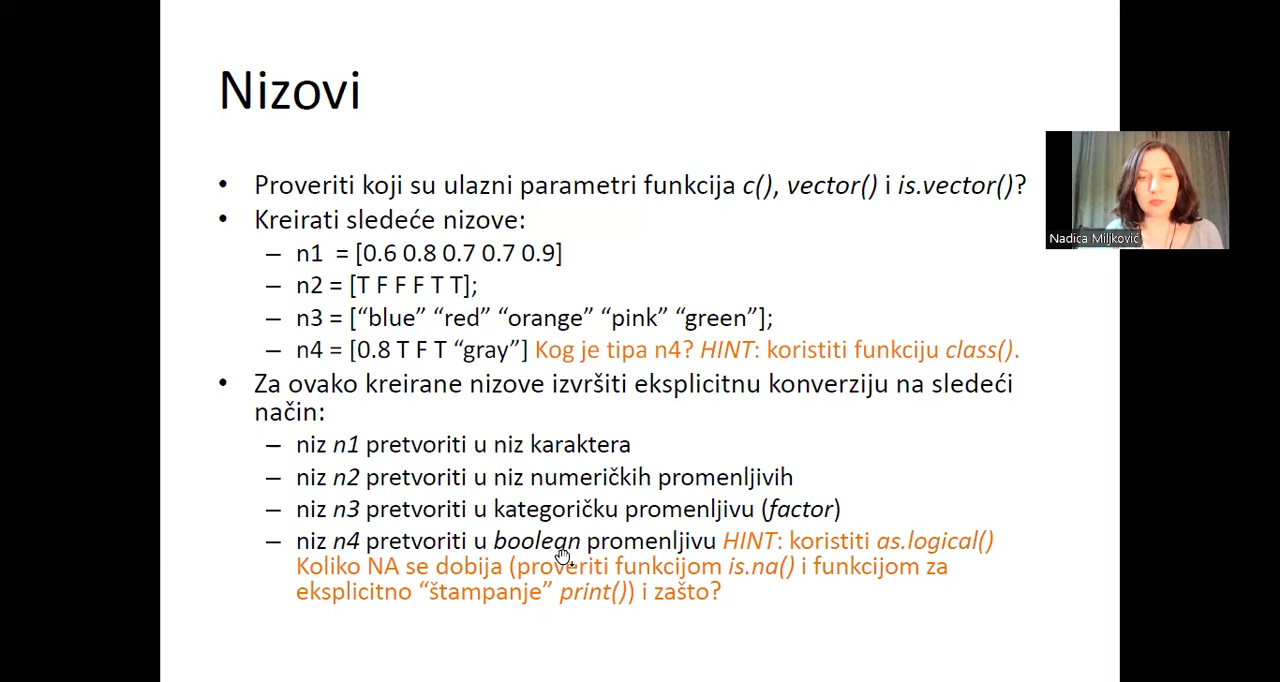 Nizovi
• Proveriti koji su ulazni parametri funkcija c(), vector() i is.vector()?
• Kreirati sledeće nizove:
– n1 = [0.6 0.8 0.7 0.7 0.9]
– n2 = [T F F F T T];
– n3 = [“blue” “red” “orange” “pink” “green”];
– n4 = [0.8 T F T “gray”] Kog je tipa n4? HINT: koristiti funkciju class().
• Za ovako kreirane nizove izvršiti eksplicitnu konverziju na sledeći
način:
– niz n1 pretvoriti u niz karaktera
– niz n2 pretvoriti u niz numeričkih promenljivih
– niz n3 pretvoriti u kategoričku promenljivu (factor)
– niz n4 pretvoriti u boolean promenljivu HINT: koristiti as.logical()
Koliko NA se dobija (proveriti funkcijom is.na() i funkcijom za
eksplicitno “štampanje” print()) i zašto?
Nadica Miljković